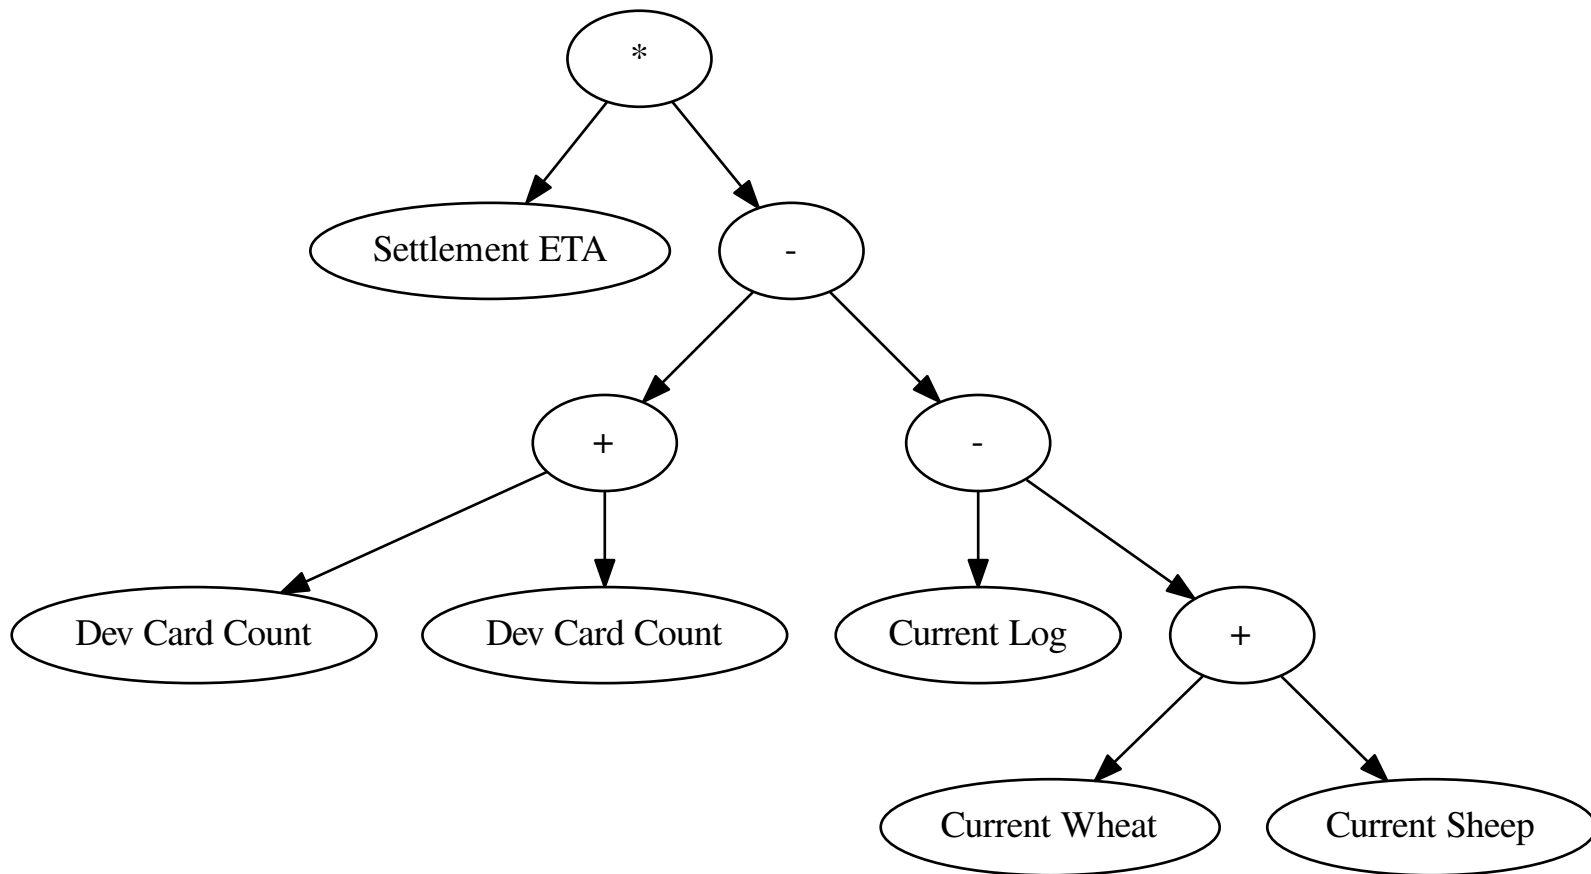 *
Settlement ETA
-
+
-
Dev Card Count
Dev Card Count
Current Log
+
Current Wheat
Current Sheep